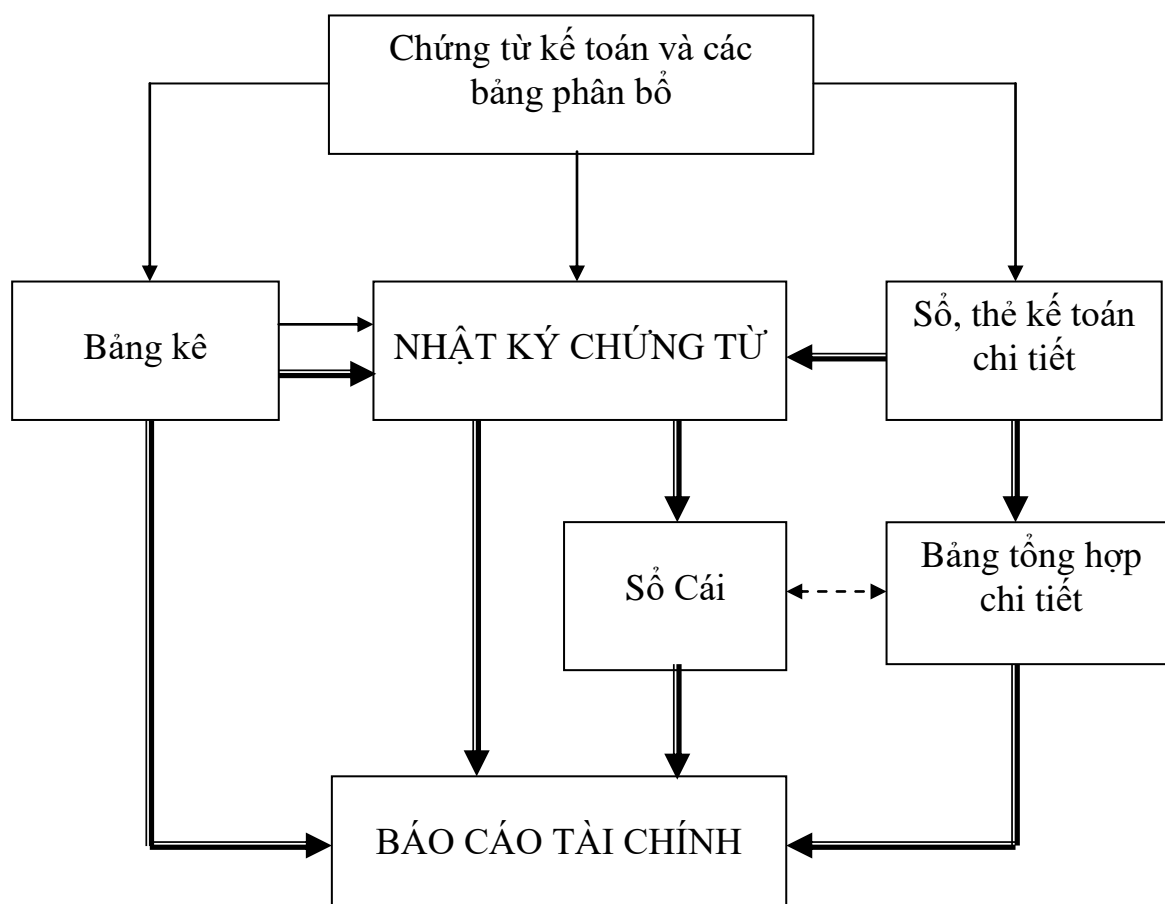 Chứng từ kế toán và các
bảng phân bổ
Bảng kê
NHẬT KÝ CHỨNG TỪ
Sổ, thẻ kế toán
chi tiết
Sổ Cái
Bảng tổng hợp
chi tiết
BÁO CÁO TÀI CHÍNH